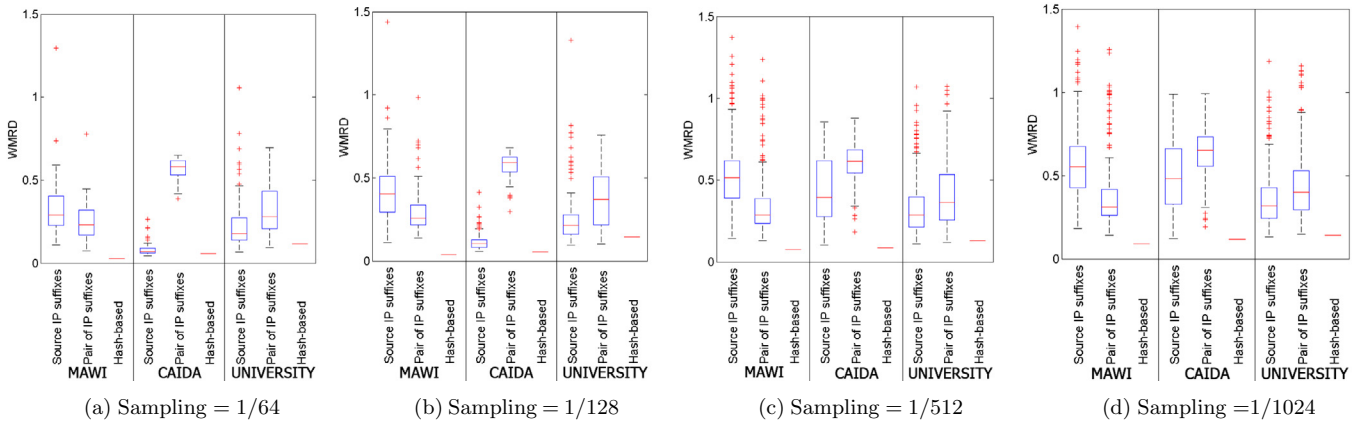 1.5
1
0.5
0
WMRD
Source IP suffixes
Pair of IP suffixes
Hash-based
Source IP suffixes
Pair of IP suffixes
Hash-based
Source IP suffixes
Pair of IP suffixes
Hash-based
MAWI CAIDA UNIVERSITY
(a) Sampling = 1/64
1.5
1
0.5
0
WMRD
Source IP suffixes
Pair of IP suffixes
Hash-based
Source IP suffixes
Pair of IP suffixes
Hash-based
Source IP suffixes
Pair of IP suffixes
Hash-based
MAWI CAIDA UNIVERSITY
(b) Sampling = 1/128
1.5
1
0.5
0
WMRD
Source IP suffixes
Pair of IP suffixes
Hash-based
Source IP suffixes
Pair of IP suffixes
Hash-based
Source IP suffixes
Pair of IP suffixes
Hash-based
MAWI CAIDA UNIVERSITY
(c) Sampling = 1/512
1.5
1
0.5
0
WMRD
Source IP suffixes
Pair of IP suffixes
Hash-based
Source IP suffixes
Pair of IP suffixes
Hash-based
Source IP suffixes
Pair of IP suffixes
Hash-based
MAWI CAIDA UNIVERSITY
(d) Sampling =1/1024